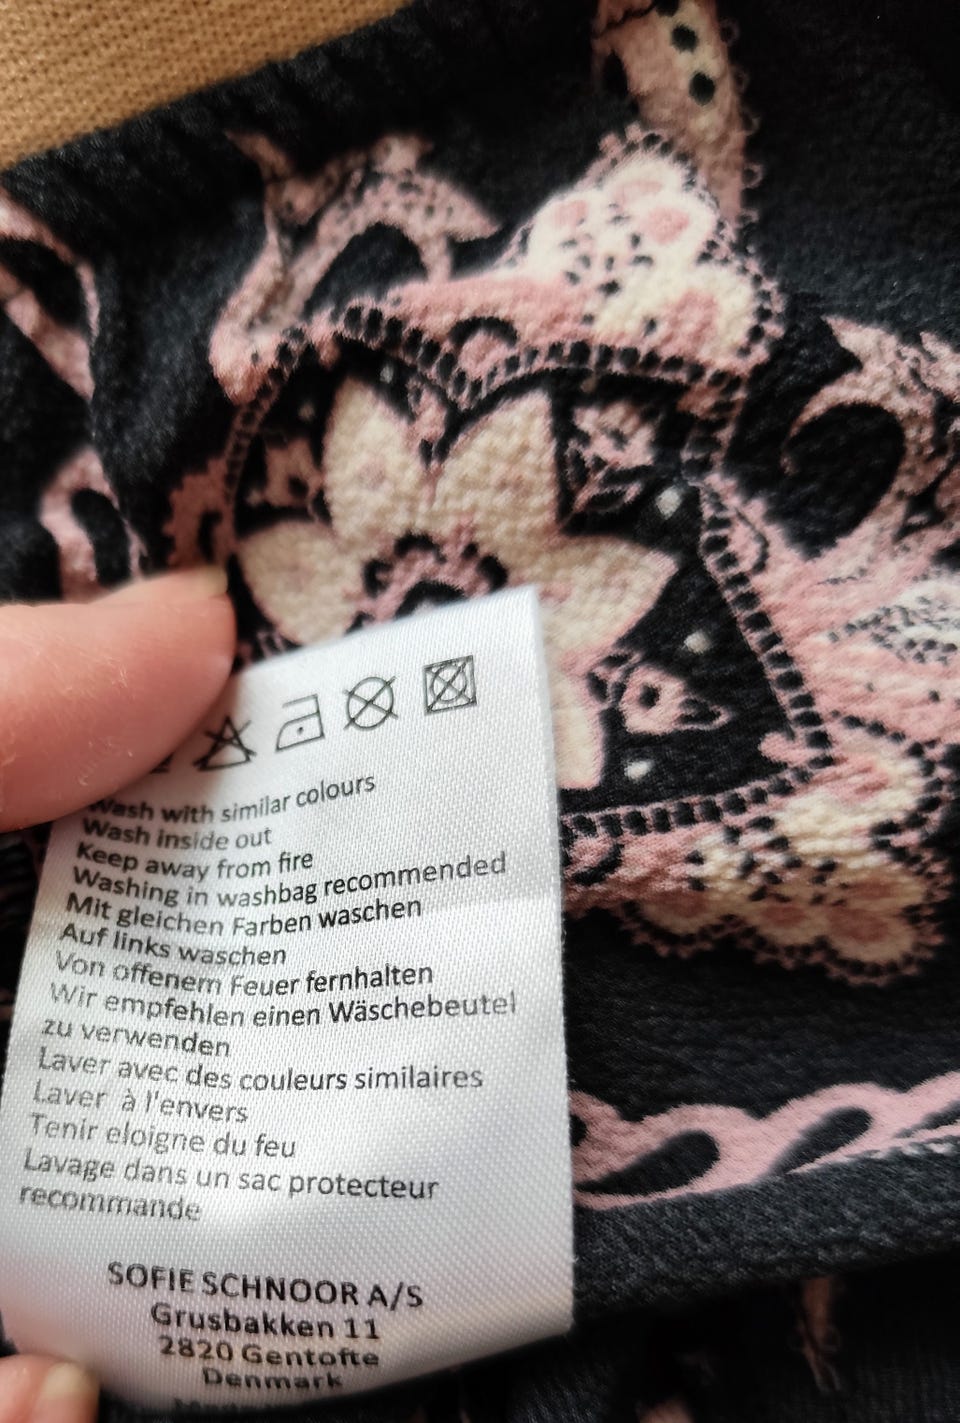 Wash with similar colours
Wash inside out
Keep away from fire
Washing in washbag recommended
Mit gleichen Farben waschen
Auf links waschen
Von offenem Feuer fernhalten
Wir empfehlen einen Wäschebeutel
zu verwenden
Laver avec des couleurs similaires
Laver à l'envers
Tenir eloigne du feu
Lavage dans un sac protecteur
recommande
SOFIE SCHNOOR A/S
Grusbakken 11
2820 Gentofte
Denmark